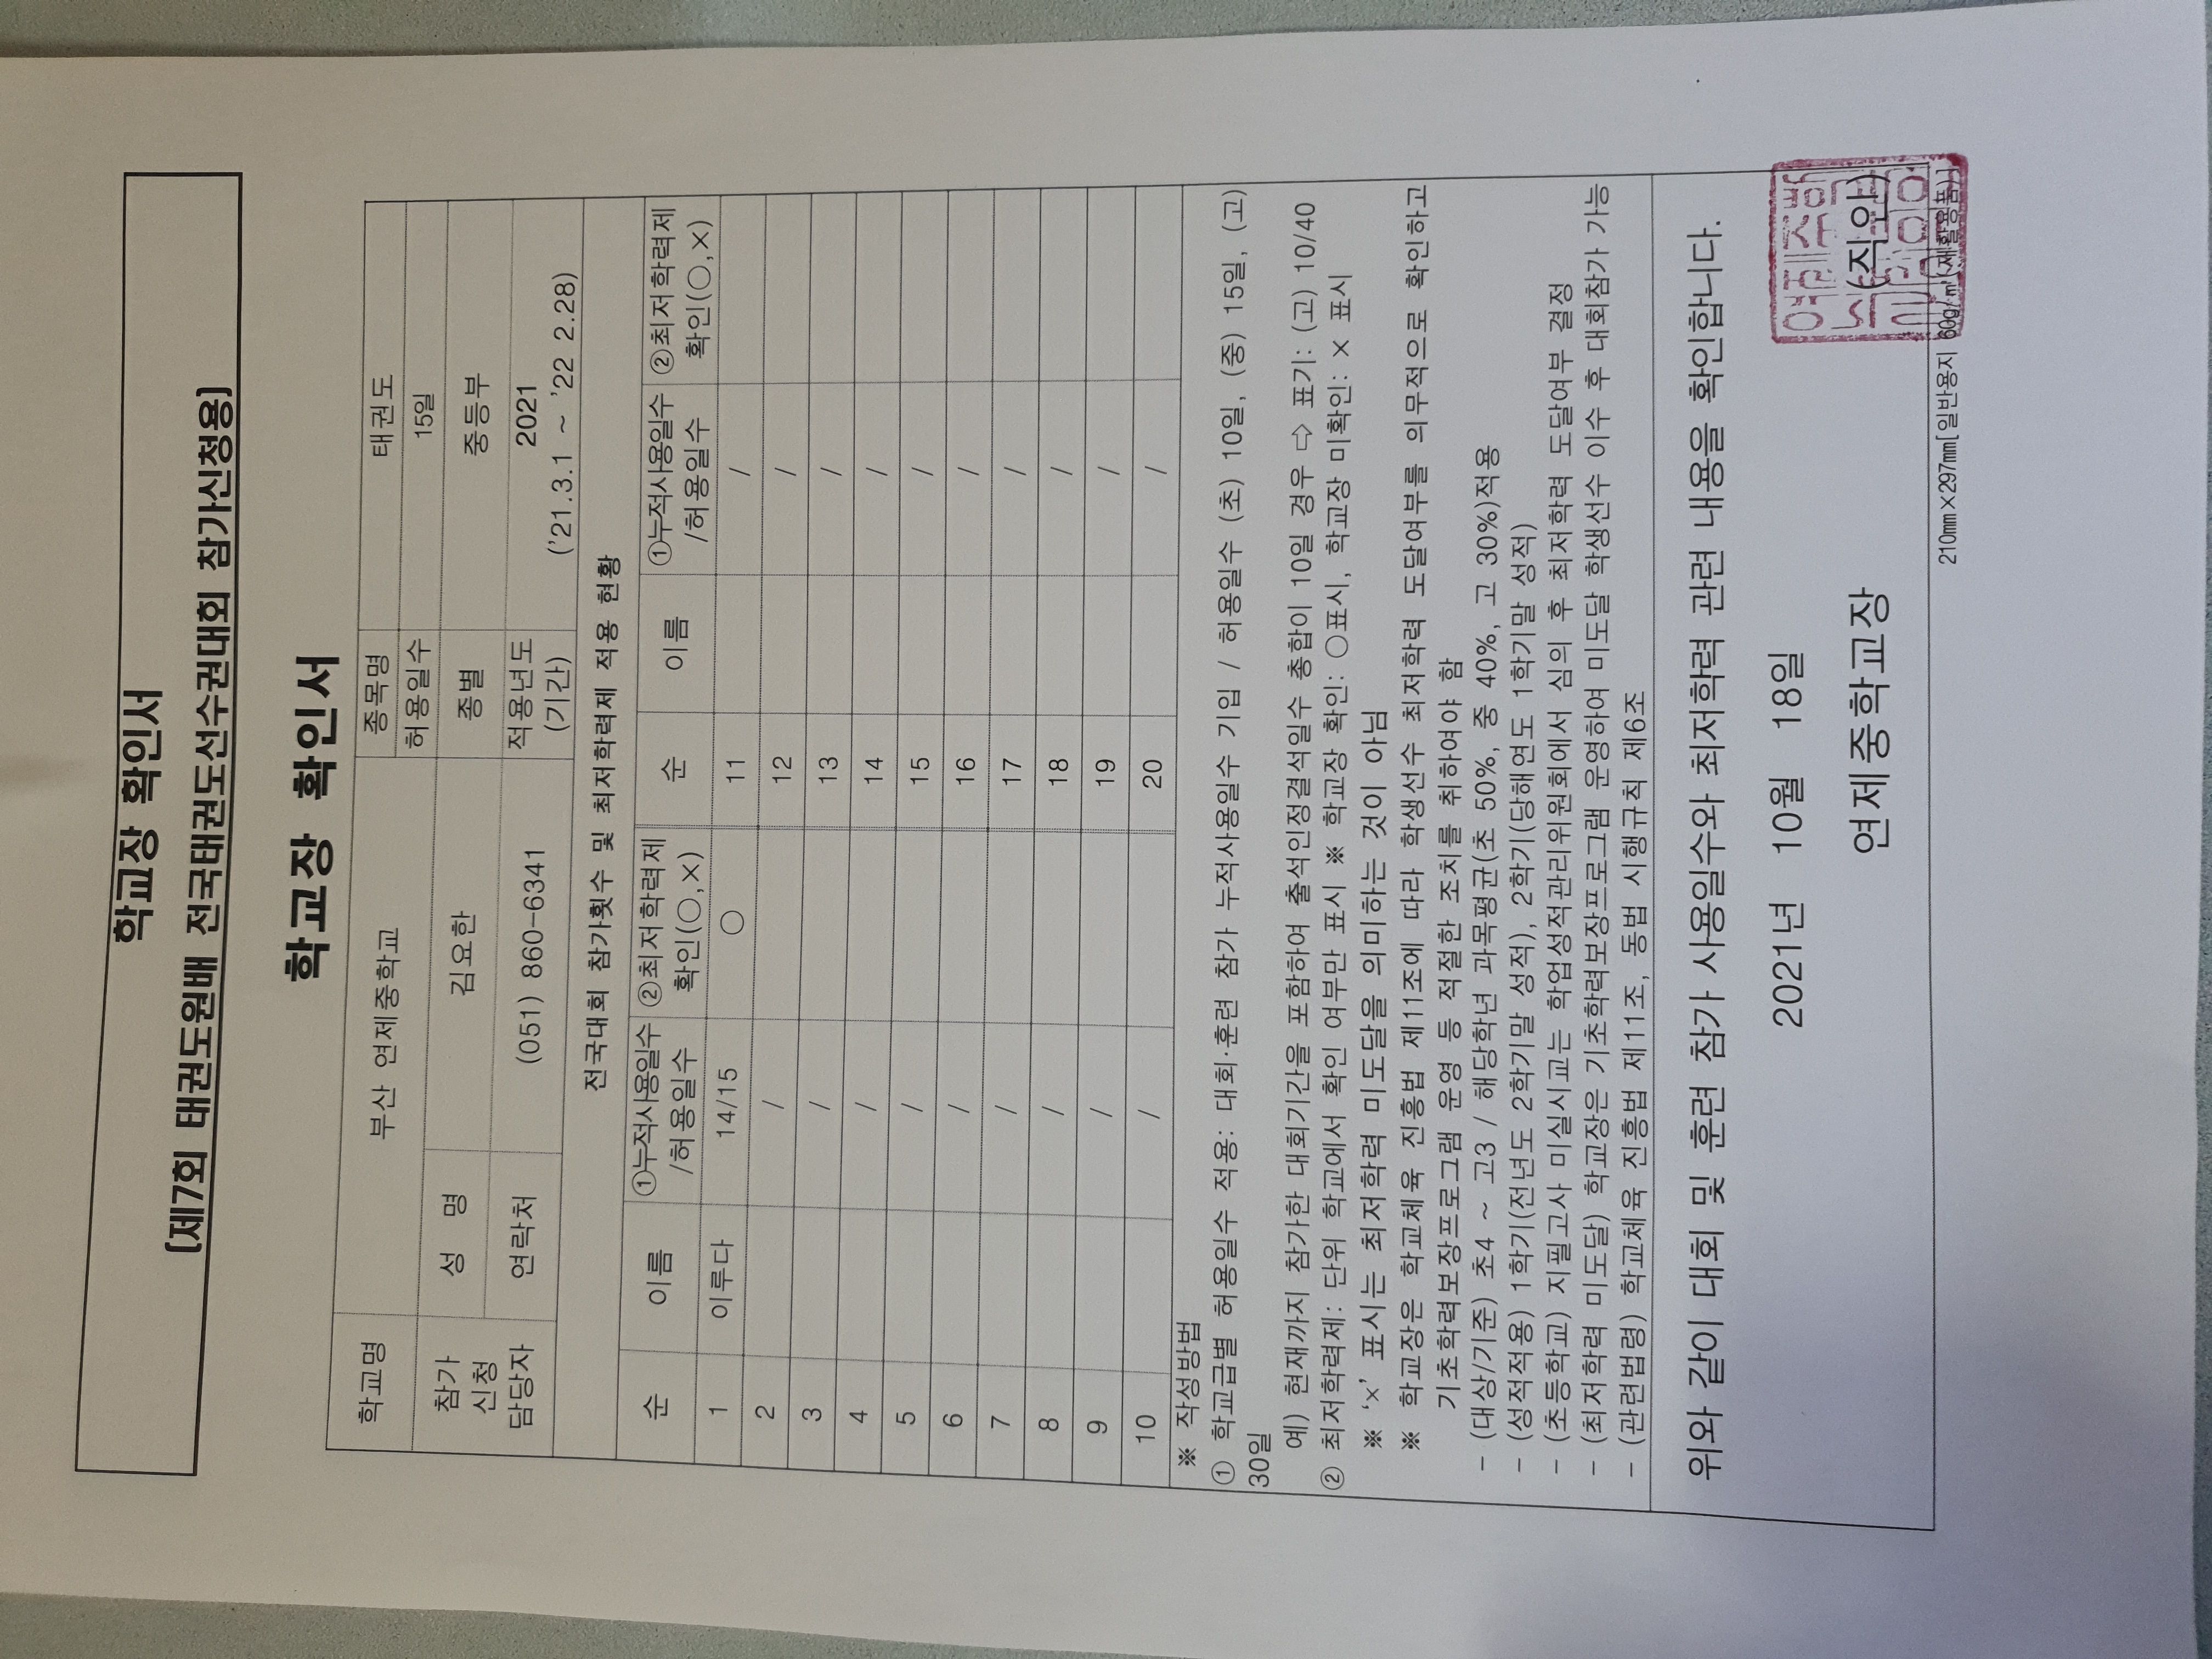 학교장 확인서
[제7회 태권도원배 전국태권도선수권대회 참가신청용]
학교장 확인서
학교명 부산 연제중학교 종목명 태권도
허용일수 15일
참가 신청 담당자 성 명 김요한 종별 중등부
연락처 (051) 860-6341 적용년도 (기간) 2021
('21.3.1 ~ '22 2.28)
전국대회 참가횟수 및 최저학력제 적용 현황
순 이름 ①누적사용일수 /허용일수 ②최저학력제 확인(○,×) 순 이름 ①누적사용일수 /허용일수 ②최저학력제 확인(○,×)
1 이루다 14/15 ○ 11 /
2 / 12 /
3 / 13 /
4 / 14 /
5 / 15 /
6 / 16 /
7 / 17 /
8 / 18 /
9 / 19 /
10 / 20 /
※ 작성방법
① 학교급별 허용일수 적용: 대회·훈련 참가 누적사용일수 기입 / 허용일수 (초) 10일, (중) 15일, (고)
30일
예) 현재까지 참가한 대회기간을 포함하여 출석인정결석일수 총합이 10일 경우 ⇨ 표기: (고) 10/40
② 최저학력제: 단위 학교에서 확인 여부만 표시 ※ 학교장 확인: ○표시, 학교장 미확인: × 표시
※ '×' 표시는 최저학력 미도달을 의미하는 것이 아님
※ 학교장은 학교체육 진흥법 제11조에 따라 학생선수 최저학력 도달여부를 의무적으로 확인하고
기초학력보장프로그램 운영 등 적절한 조치를 취하여야 함
- (대상/기준) 초4 ~ 고3 / 해당학년 과목평균(초 50%, 중 40%, 고 30%)적용
- (성적적용) 1학기(전년도 2학기말 성적), 2학기(당해연도 1학기말 성적)
- (초등학교) 지필고사 미실시교는 학업성적관리위원회에서 심의 후 최저학력 도달여부 결정
- (최저학력 미도달) 학교장은 기초학력보장프로그램 운영하여 미도달 학생선수 이수 후 대회참가 가능
- (관련법령) 학교체육 진흥법 제11조, 동법 시행규칙 제6조
위와 같이 대회 및 훈련 참가 사용일수와 최저학력 관련 내용을 확인합니다.
2021년 10월 18일
연제중학교장 (직인)
210㎜×297㎜[일반용지 60g/㎡(재활용품)]